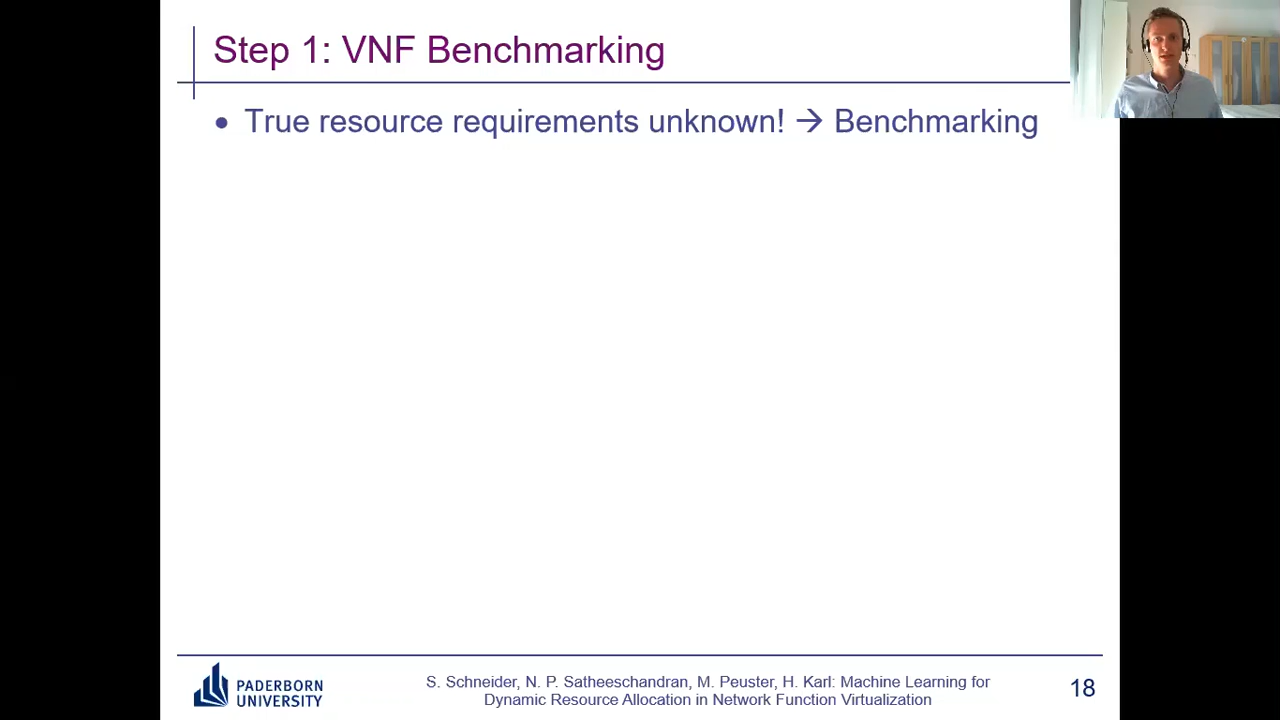 Step 1: VNF Benchmarking
• True resource requirements unknown! → Benchmarking
PADERBORN
UNIVERSITY
S. Schneider, N. P. Satheeschandran, M. Peuster, H. Karl: Machine Learning for
Dynamic Resource Allocation in Network Function Virtualization
18